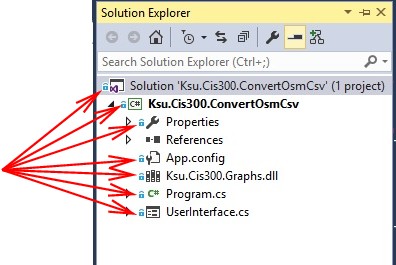 Solution Explorer
Search Solution Explorer (Ctrl+;)
Solution 'Ksu.Cis300.ConvertOsmCsv' (1 project)
C# Ksu.Cis300.ConvertOsmCsv
Properties
References
App.config
Ksu.Cis300.Graphs.dll
C# Program.cs
UserInterface.cs